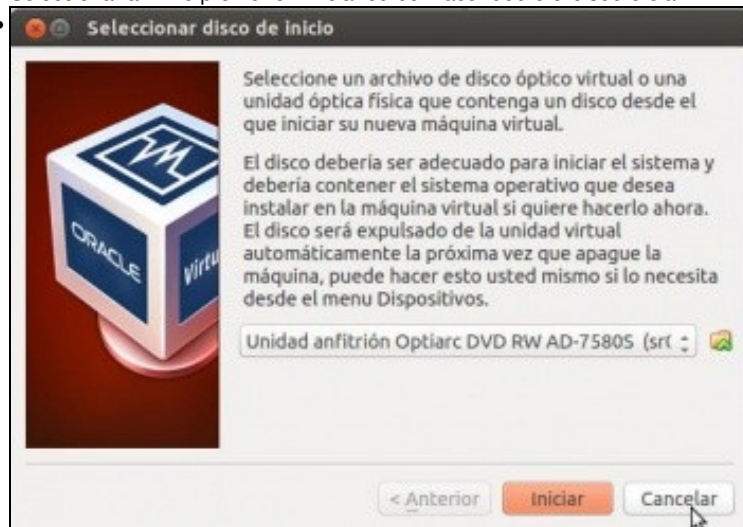 Seleccionar disco de inicio
Seleccione un archivo de disco óptico virtual o una
unidad óptica física que contenga un disco desde el
que iniciar su nueva máquina virtual.
El disco debería ser adecuado para iniciar el sistema y
debería contener el sistema operativo que desea
instalar en la máquina virtual si quiere hacerlo ahora.
El disco será expulsado de la unidad virtual
automáticamente la próxima vez que apague la
máquina, puede hacer esto usted mismo si lo necesita
desde el menu Dispositivos.
ORACLE
Virtu
Unidad anfitrión Optiarc DVD RW AD-7580S (sr(
< Anterior
Iniciar
Cancelar